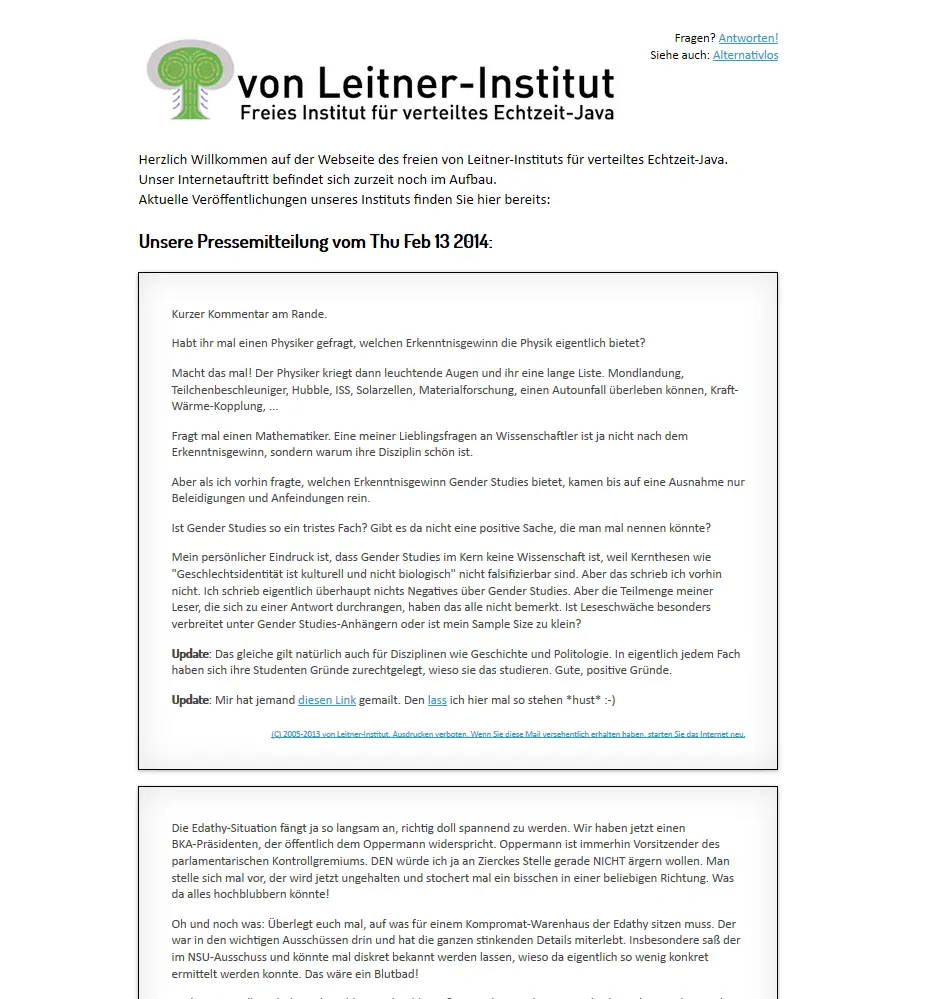 Fragen? Antworten!
Siehe auch: Alternativlos
von Leitner-Institut
Freies Institut für verteiltes Echtzeit-Java
Herzlich Willkommen auf der Webseite des freien von Leitner-Instituts für verteiltes Echtzeit-Java.
Unser Internetauftritt befindet sich zurzeit noch im Aufbau.
Aktuelle Veröffentlichungen unseres Instituts finden Sie hier bereits:
Unsere Pressemitteilung vom Thu Feb 13 2014:
Kurzer Kommentar am Rande.
Habt ihr mal einen Physiker gefragt, welchen Erkenntnisgewinn die Physik eigentlich bietet?
Macht das mal! Der Physiker kriegt dann leuchtende Augen und ihr eine lange Liste. Mondlandung,
Teilchenbeschleuniger, Hubble, ISS, Solarzellen, Materialforschung, einen Autounfall überleben können, Kraft-
Wärme-Kopplung, ...
Fragt mal einen Mathematiker. Eine meiner Lieblingsfragen an Wissenschaftler ist ja nicht nach dem
Erkenntnisgewinn, sondern warum ihre Disziplin schön ist.
Aber als ich vorhin fragte, welchen Erkenntnisgewinn Gender Studies bietet, kamen bis auf eine Ausnahme nur
Beleidigungen und Anfeindungen rein.
Ist Gender Studies so ein tristes Fach? Gibt es da nicht eine positive Sache, die man mal nennen könnte?
Mein persönlicher Eindruck ist, dass Gender Studies im Kern keine Wissenschaft ist, weil Kernthesen wie
"Geschlechtsidentität ist kulturell und nicht biologisch" nicht falsifizierbar sind. Aber das schrieb ich vorhin
nicht. Ich schrieb eigentlich überhaupt nichts Negatives über Gender Studies. Aber die Teilmenge meiner
Leser, die sich zu einer Antwort durchrangen, haben das alle nicht bemerkt. Ist Leseschwäche besonders
verbreitet unter Gender Studies-Anhängern oder ist mein Sample Size zu klein?
Update: Das gleiche gilt natürlich auch für Disziplinen wie Geschichte und Politologie. In eigentlich jedem Fach
haben sich ihre Studenten Gründe zurechtgelegt, wieso sie das studieren. Gute, positive Gründe.
Update: Mir hat jemand diesen Link gemailt. Den lass ich hier mal so stehen *hust* :-)
(C) 2005-2013 von Leitner-Institut. Ausdrucken verboten. Wenn Sie diese Mail versehentlich erhalten haben, starten Sie das Internet neu.
Die Edathy-Situation fängt ja so langsam an, richtig doll spannend zu werden. Wir haben jetzt einen
BKA-Präsidenten, der öffentlich dem Oppermann widerspricht. Oppermann ist immerhin Vorsitzender des
parlamentarischen Kontrollgremiums. DEN würde ich ja an Zierckes Stelle gerade NICHT ärgern wollen. Man
stelle sich mal vor, der wird jetzt ungehalten und stochert mal ein bisschen in einer beliebigen Richtung. Was
da alles hochblubbern könnte!
Oh und noch was: Überlegt euch mal, auf was für einem Kompromat-Warenhaus der Edathy sitzen muss. Der
war in den wichtigen Ausschüssen drin und hat die ganzen stinkenden Details miterlebt. Insbesondere saß der
im NSU-Ausschuss und könnte mal diskret bekannt werden lassen, wieso da eigentlich so wenig konkret
ermittelt werden konnte. Das wäre ein Blutbad!